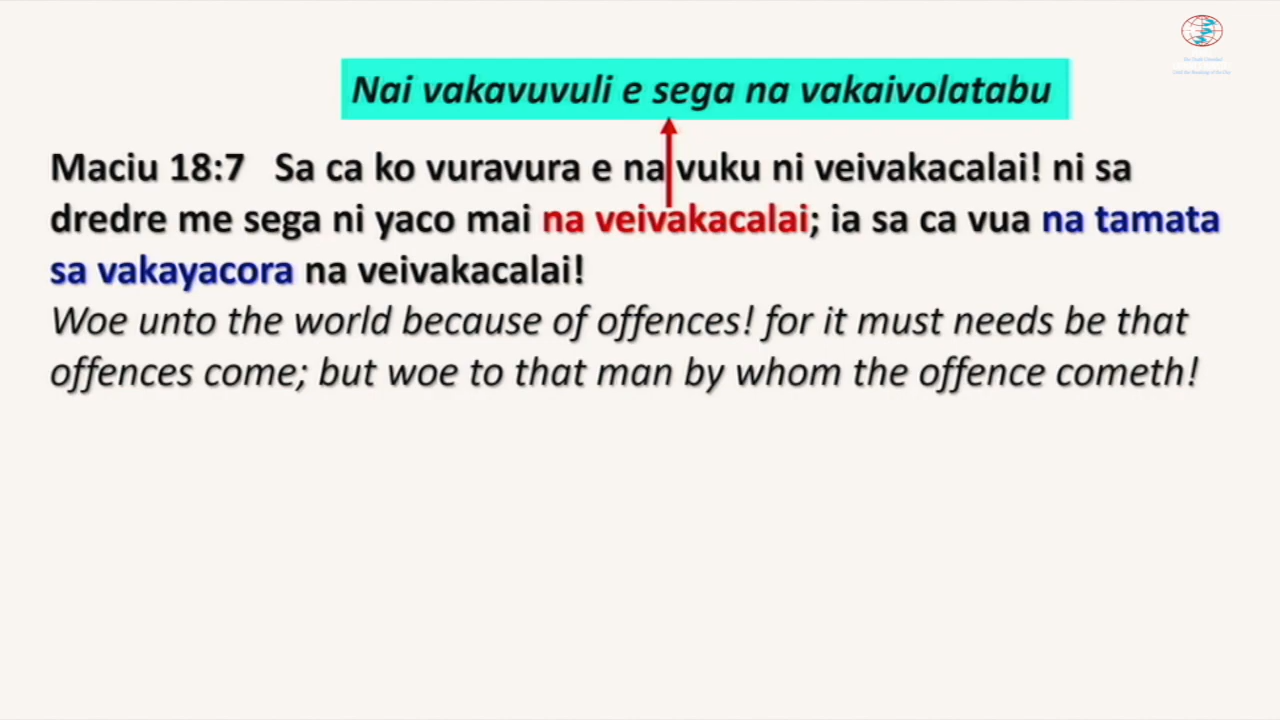 Nai vakavuvuli e sega na vakaivolatabu
Maciu 18:7 Sa ca ko vuravura e na vuku ni veivakacalai! ni sa
dredre me sega ni yaco mai na veivakacalai; ia sa ca vua na tamata
sa vakayacora na veivakacalai!
Woe unto the world because of offences! for it must needs be that
offences come; but woe to that man by whom the offence cometh!